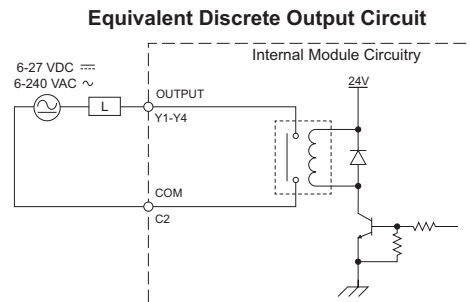 Equivalent Discrete Output Circuit
Internal Module Circuitry
6-27 VDC ⎓
6-240 VAC ∿
24V
L
OUTPUT
Y1-Y4
COM
C2